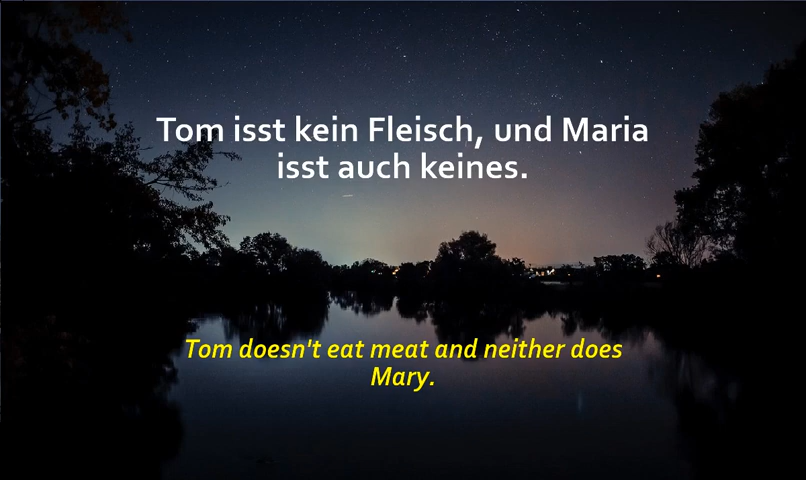 Tom isst kein Fleisch, und Maria
isst auch keines.
Tom doesn't eat meat and neither does
Mary.